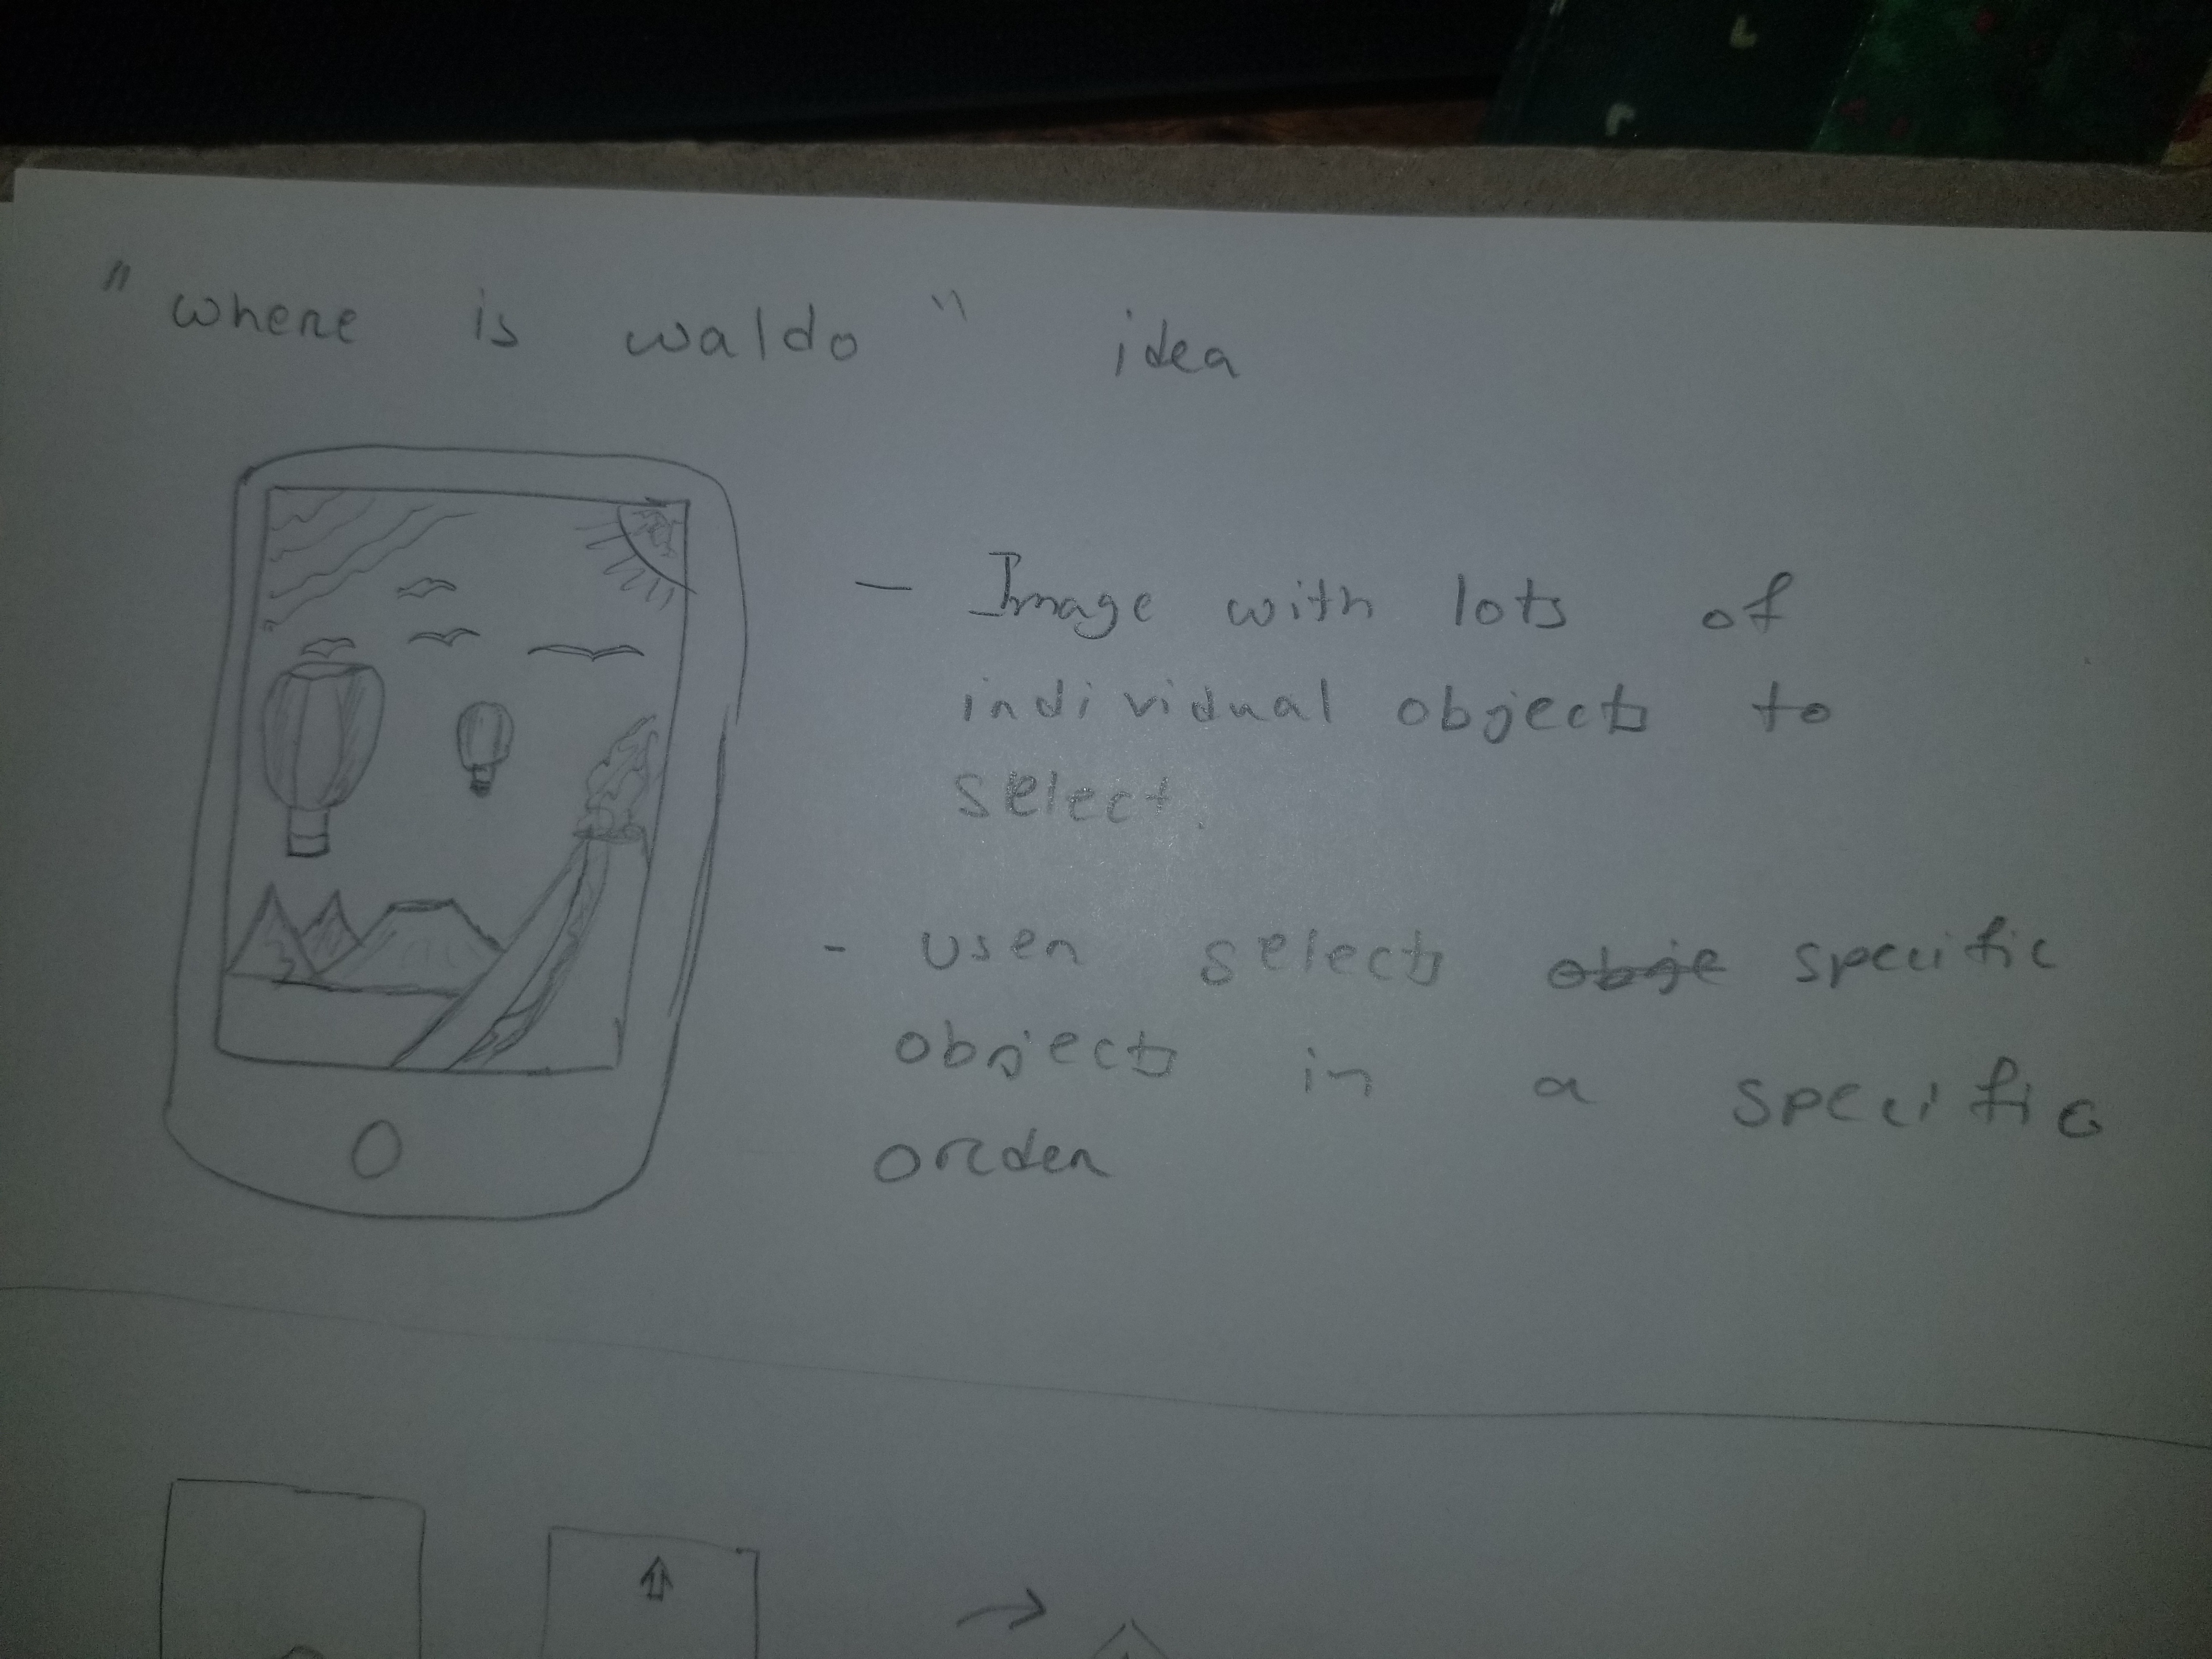 "where is waldo" idea
- Image with lots of
individual objects to
select.
- user selects obje specific
objects in a specific
order